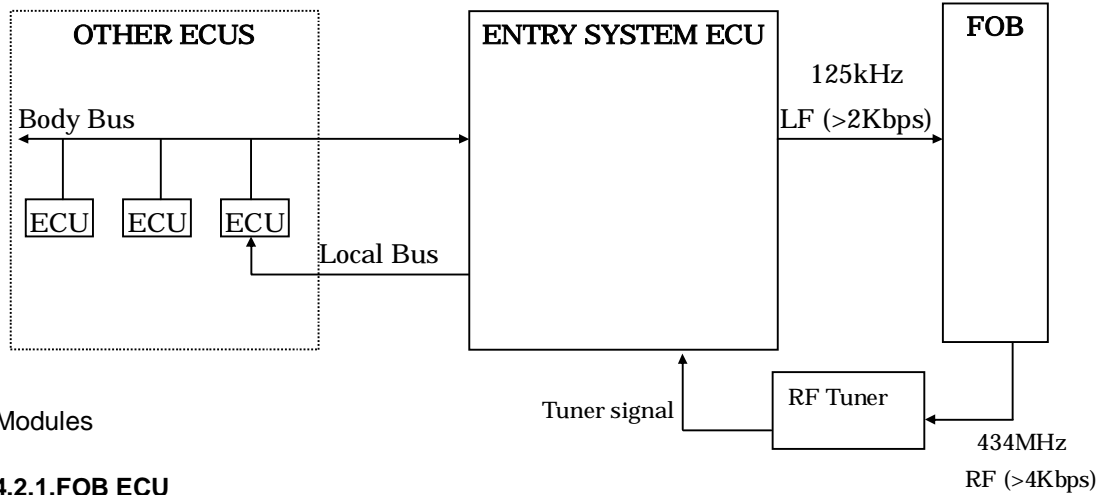 OTHER ECUS
ENTRY SYSTEM ECU
FOB
125kHz
LF (>2Kbps)
Body Bus
ECU
ECU
ECU
Local Bus
Tuner signal
RF Tuner
434MHz
RF (>4Kbps)
Modules
4.2.1.FOB ECU